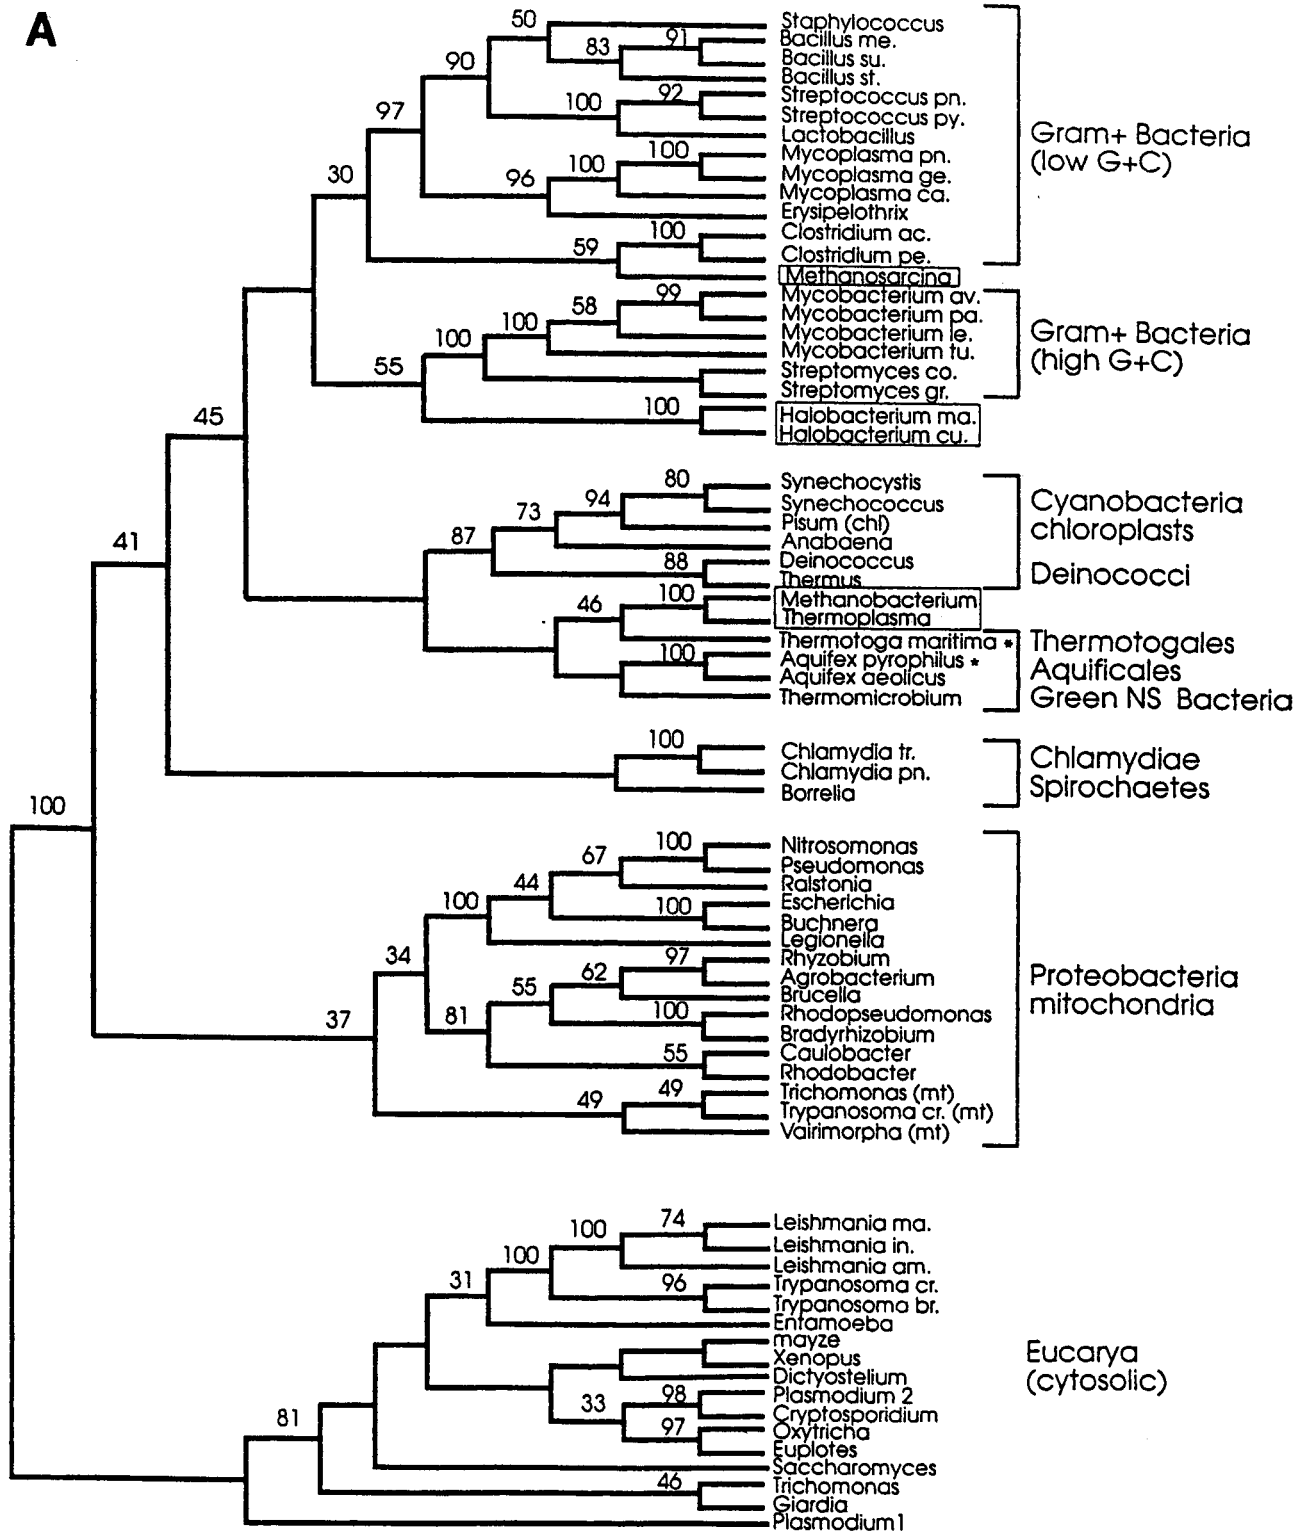 A
50
Staphylococcus
91
Bacillus me.
83
Bacillus su.
90
Bacillus st.
92
Streptococcus pn.
100
Streptococcus py.
97
Lactobacillus
100
Mycoplasma pn.
100
Mycoplasma ge.
96
Mycoplasma ca.
30
Erysipelothrix
100
Clostridium ac.
59
Clostridium pe.
Methanosarcina
Gram+ Bacteria
(low G+C)
99
Mycobacterium av.
58
Mycobacterium pa.
100
Mycobacterium le.
100
Mycobacterium tu.
55
Streptomyces co.
Streptomyces gr.
Gram+ Bacteria
(high G+C)
100
Halobacterium ma.
Halobacterium cu.
45
80
Synechocystis
94
Synechococcus
73
Pisum (chl)
87
Anabaena
88
Deinococcus
Thermus
Cyanobacteria
chloroplasts
Deinococci
41
100
Methanobacterium
46
Thermoplasma
Thermotoga maritima *
100
Aquifex pyrophilus *
Aquifex aeolicus
Thermomicrobium
Thermotogales
Aquificales
Green NS Bacteria
100
Chlamydia tr.
Chlamydia pn.
Borrelia
Chlamydiae
Spirochaetes
100
100
Nitrosomonas
67
Pseudomonas
44
Ralstonia
100
Escherichia
100
Buchnera
Legionella
34
97
Rhyzobium
62
Agrobacterium
55
Brucella
100
Rhodopseudomonas
81
Bradyrhizobium
37
55
Caulobacter
Rhodobacter
49
Trichomonas (mt)
49
Trypanosoma cr. (mt)
Vairimorpha (mt)
Proteobacteria
mitochondria
74
Leishmania ma.
100
Leishmania in.
100
Leishmania am.
31
96
Trypanosoma cr.
Trypanosoma br.
Entamoeba
mayze
Xenopus
Dictyostelium
98
Plasmodium 2
33
Cryptosporidium
97
Oxytricha
Euplotes
81
Saccharomyces
46
Trichomonas
Giardia
Plasmodium1
Eucarya
(cytosolic)